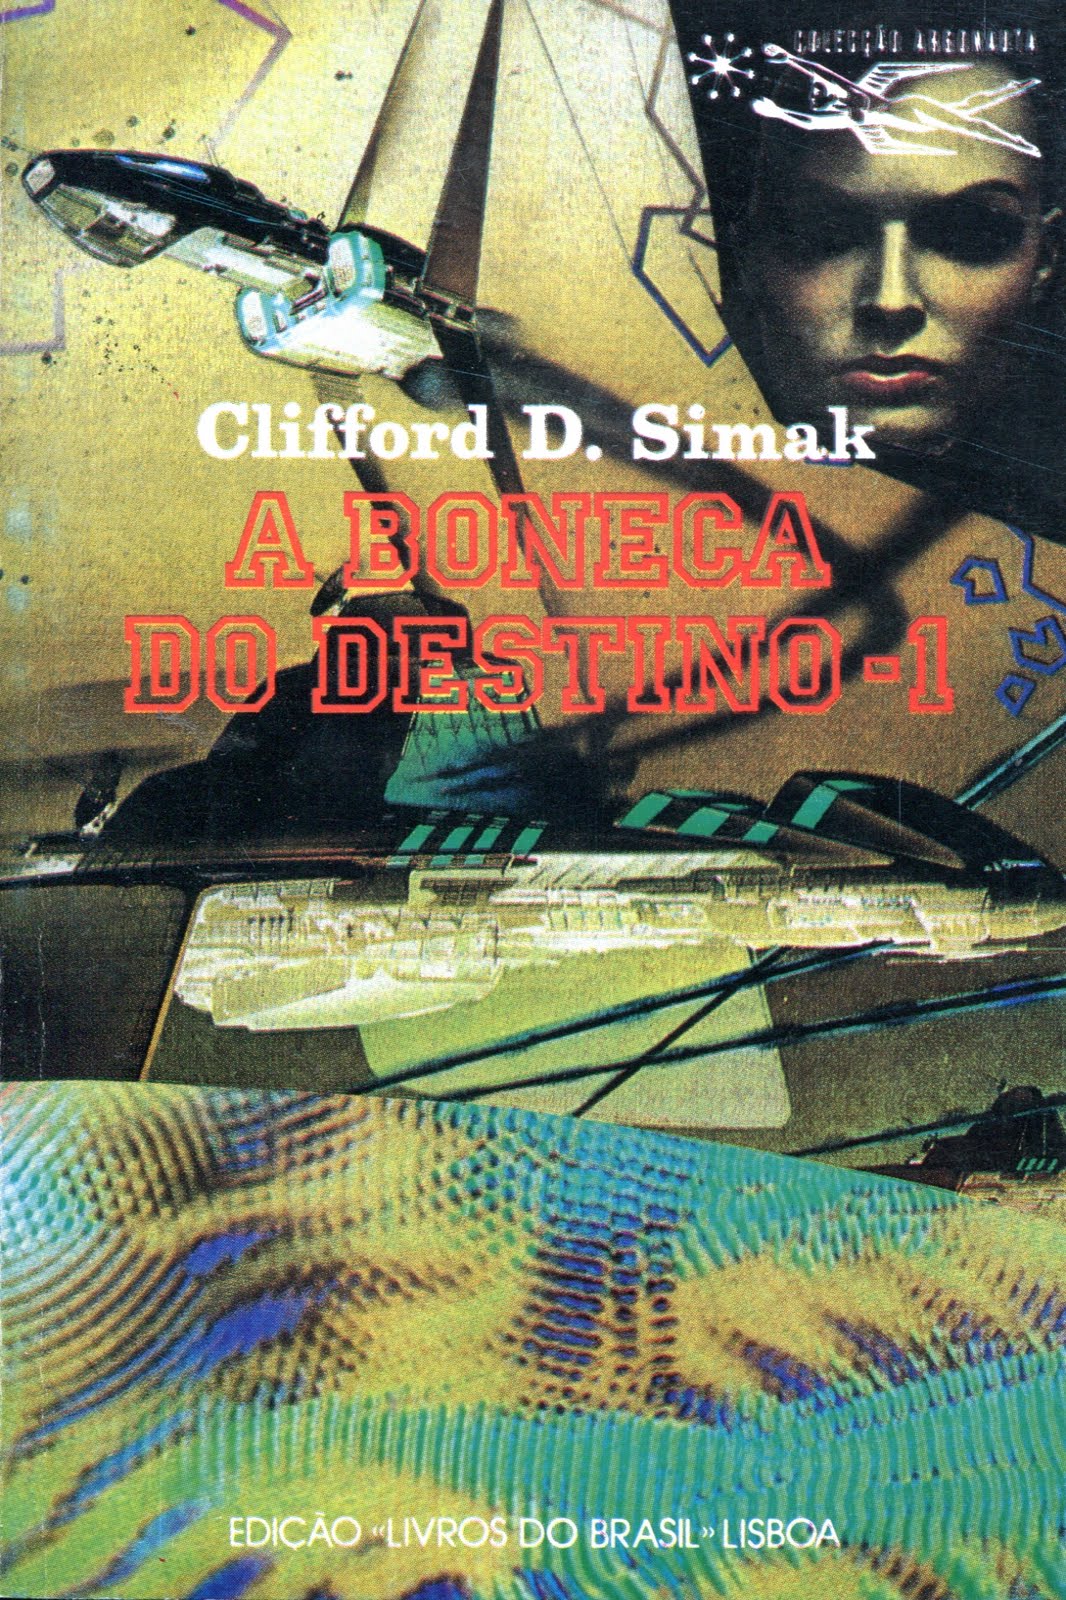 COLECÇÃO ARGONAUTA
Clifford D. Simak
A BONECA
DO DESTINO-1
EDIÇÃO «LIVROS DO BRASIL» LISBOA